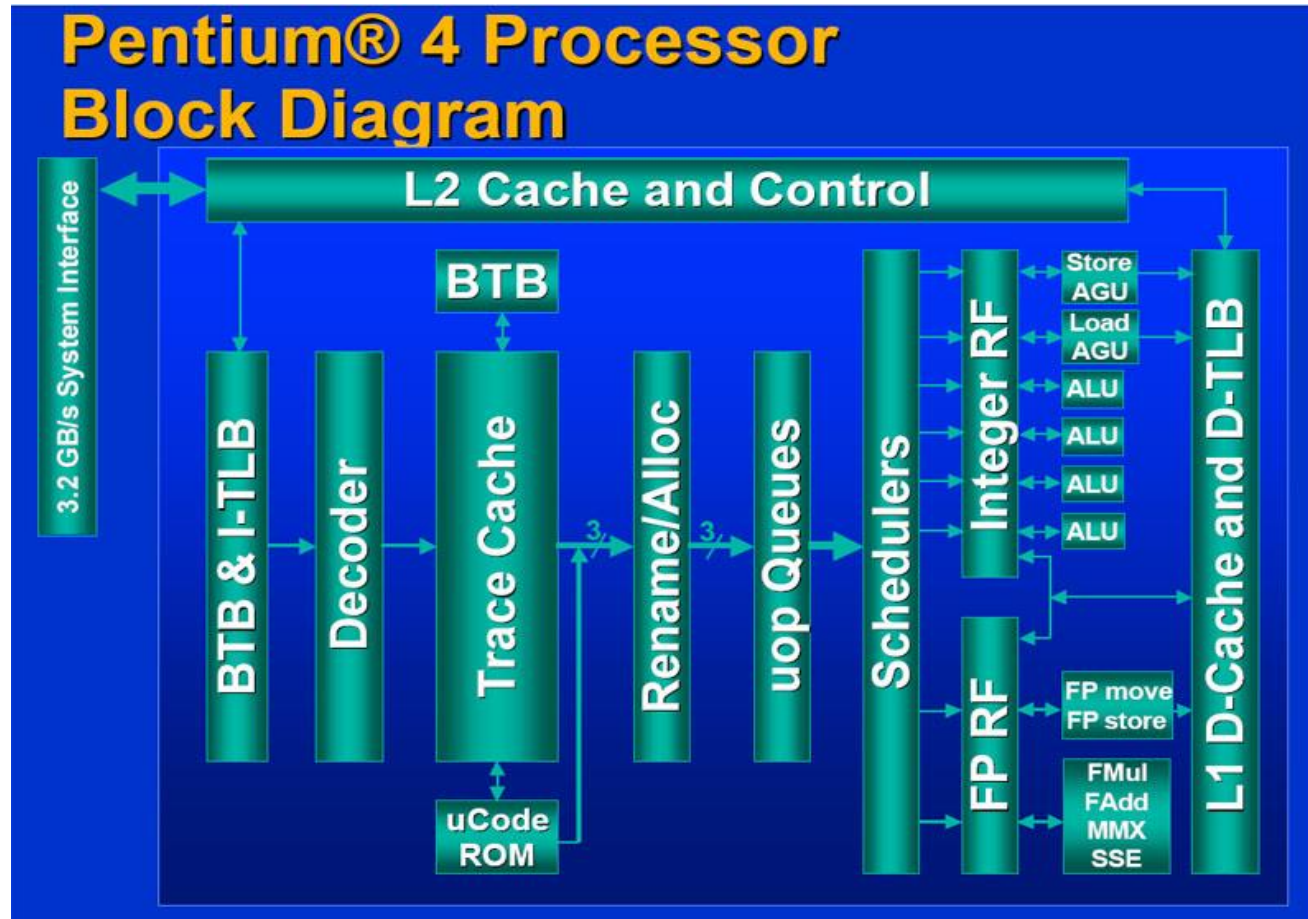 Pentium® 4 Processor
Block Diagram
3.2 GB/s System Interface
L2 Cache and Control
BTB & I-TLB
Decoder
BTB
Trace Cache
uCode
ROM
3
Rename/Alloc
3
uop Queues
Schedulers
Integer RF
FP RF
Store
AGU
Load
AGU
ALU
ALU
ALU
ALU
FP move
FP store
FMul
FAdd
MMX
SSE
L1 D-Cache and D-TLB